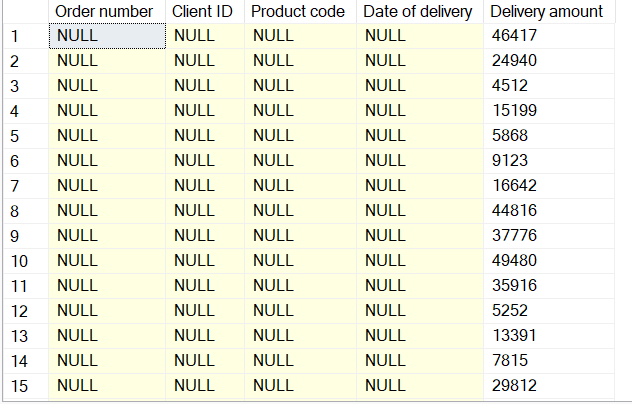 Order number Client ID Product code Date of delivery Delivery amount
1 NULL NULL NULL NULL 46417
2 NULL NULL NULL NULL 24940
3 NULL NULL NULL NULL 4512
4 NULL NULL NULL NULL 15199
5 NULL NULL NULL NULL 5868
6 NULL NULL NULL NULL 9123
7 NULL NULL NULL NULL 16642
8 NULL NULL NULL NULL 44816
9 NULL NULL NULL NULL 37776
10 NULL NULL NULL NULL 49480
11 NULL NULL NULL NULL 35916
12 NULL NULL NULL NULL 5252
13 NULL NULL NULL NULL 13391
14 NULL NULL NULL NULL 7815
15 NULL NULL NULL NULL 29812